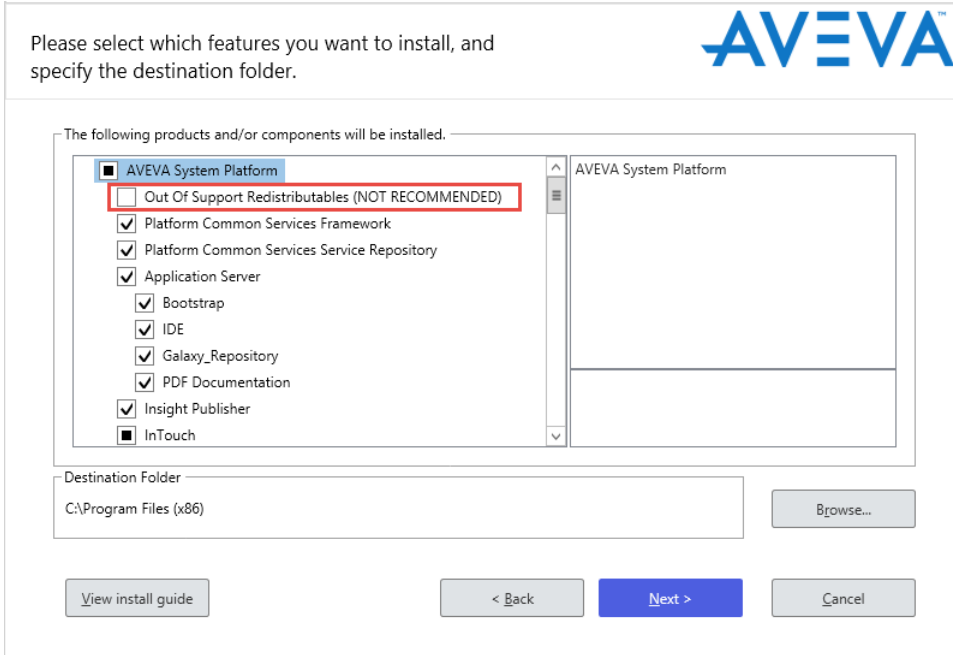 Please select which features you want to install, and
specify the destination folder.
AVEVA™
The following products and/or components will be installed.
AVEVA System Platform
Out Of Support Redistributables (NOT RECOMMENDED)
Platform Common Services Framework
Platform Common Services Service Repository
Application Server
Bootstrap
IDE
Galaxy_Repository
PDF Documentation
Insight Publisher
InTouch
AVEVA System Platform
Destination Folder
C:\Program Files (x86)
Browse...
View install guide
< Back
Next >
Cancel